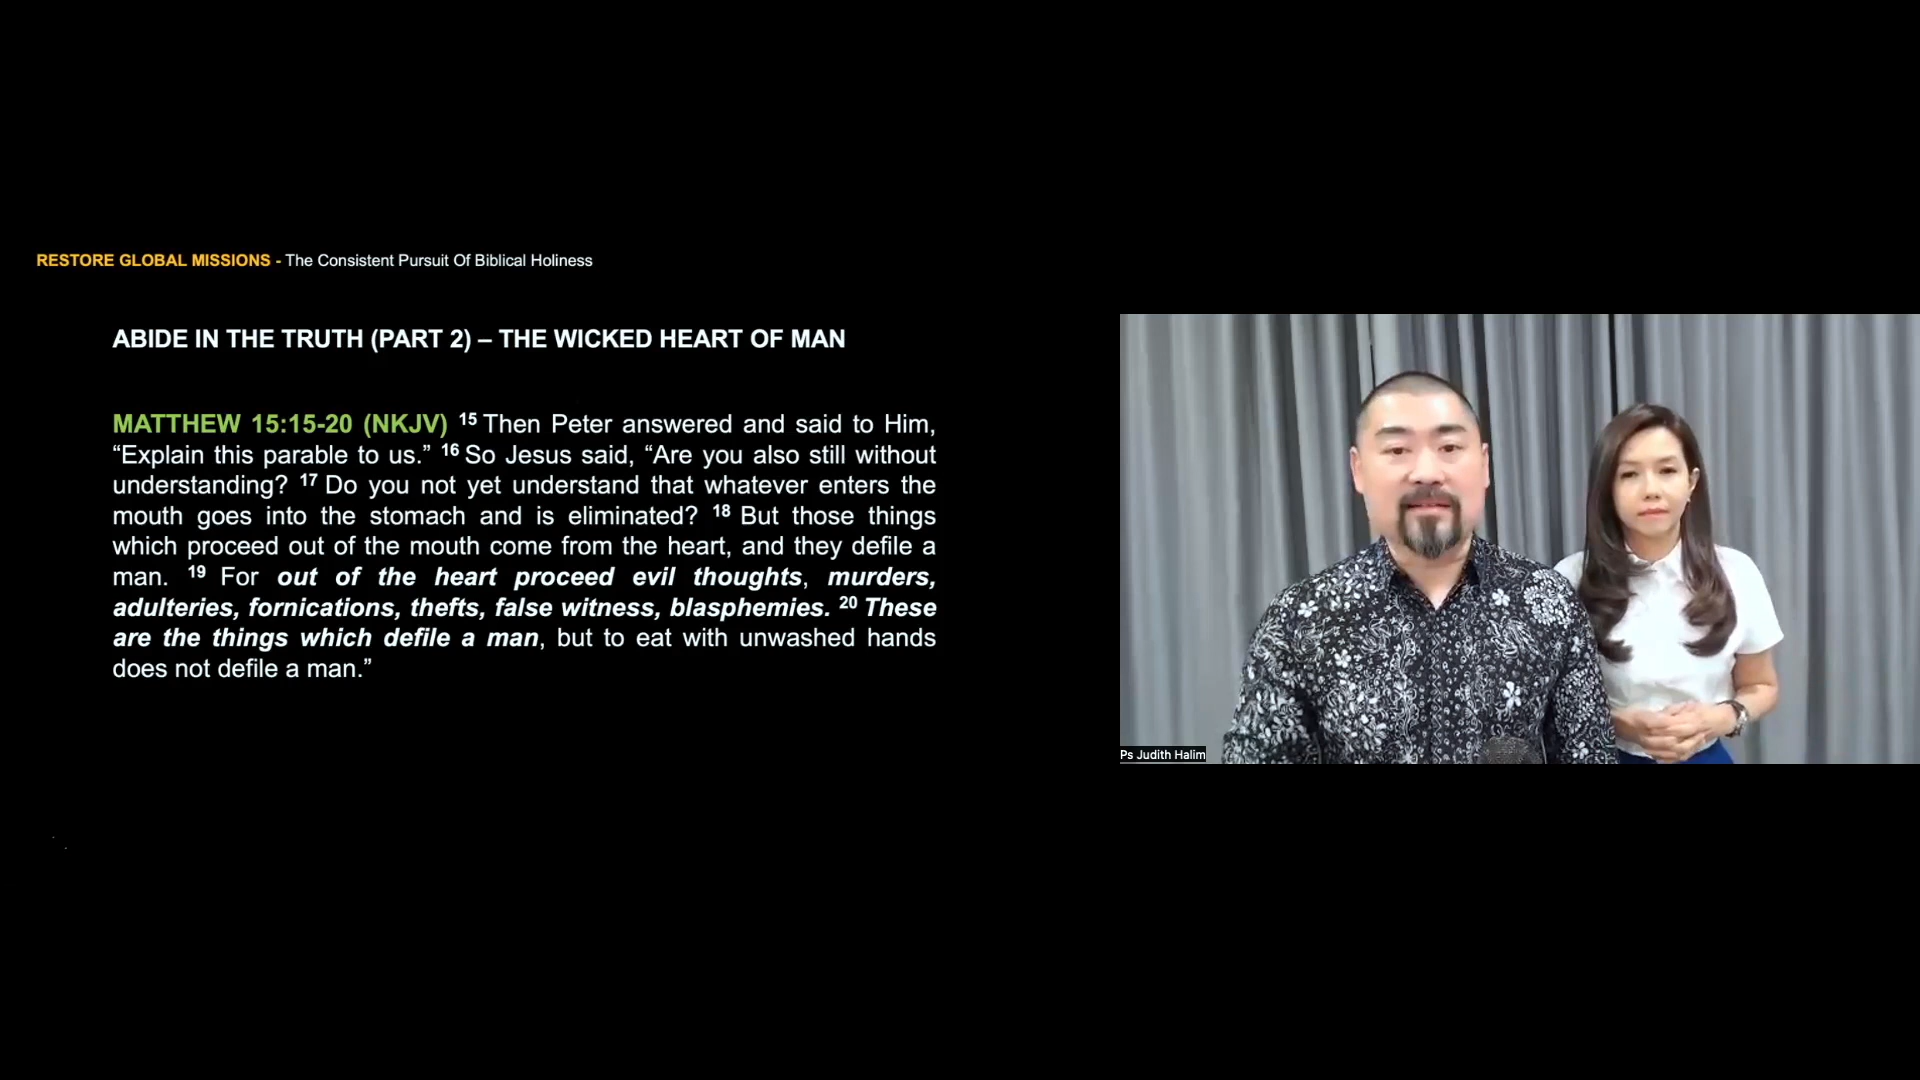 RESTORE GLOBAL MISSIONS - The Consistent Pursuit Of Biblical Holiness
ABIDE IN THE TRUTH (PART 2) – THE WICKED HEART OF MAN
MATTHEW 15:15-20 (NKJV) 15 Then Peter answered and said to Him,
“Explain this parable to us.” 16 So Jesus said, “Are you also still without
understanding? 17 Do you not yet understand that whatever enters the
mouth goes into the stomach and is eliminated? 18 But those things
which proceed out of the mouth come from the heart, and they defile a
man. 19 For out of the heart proceed evil thoughts, murders,
adulteries, fornications, thefts, false witness, blasphemies. 20 These
are the things which defile a man, but to eat with unwashed hands
does not defile a man.”
Ps Judith Halim